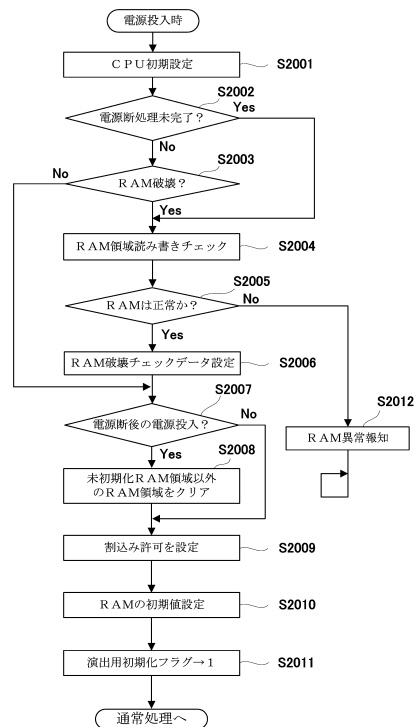 電源投入時
CPU初期設定
S2001
S2002
電源断処理未完了?
Yes
No
S2003
No
RAM破壊?
Yes
RAM領域読み書きチェック
S2004
S2005
RAMは正常か?
No
Yes
RAM破壊チェックデータ設定
S2006
S2007
電源断後の電源投入?
No
S2012
RAM異常報知
Yes
S2008
未初期化RAM領域以外
のRAM領域をクリア
割込み許可を設定
S2009
RAMの初期値設定
S2010
演出用初期化フラグ→1
S2011
通常処理へ